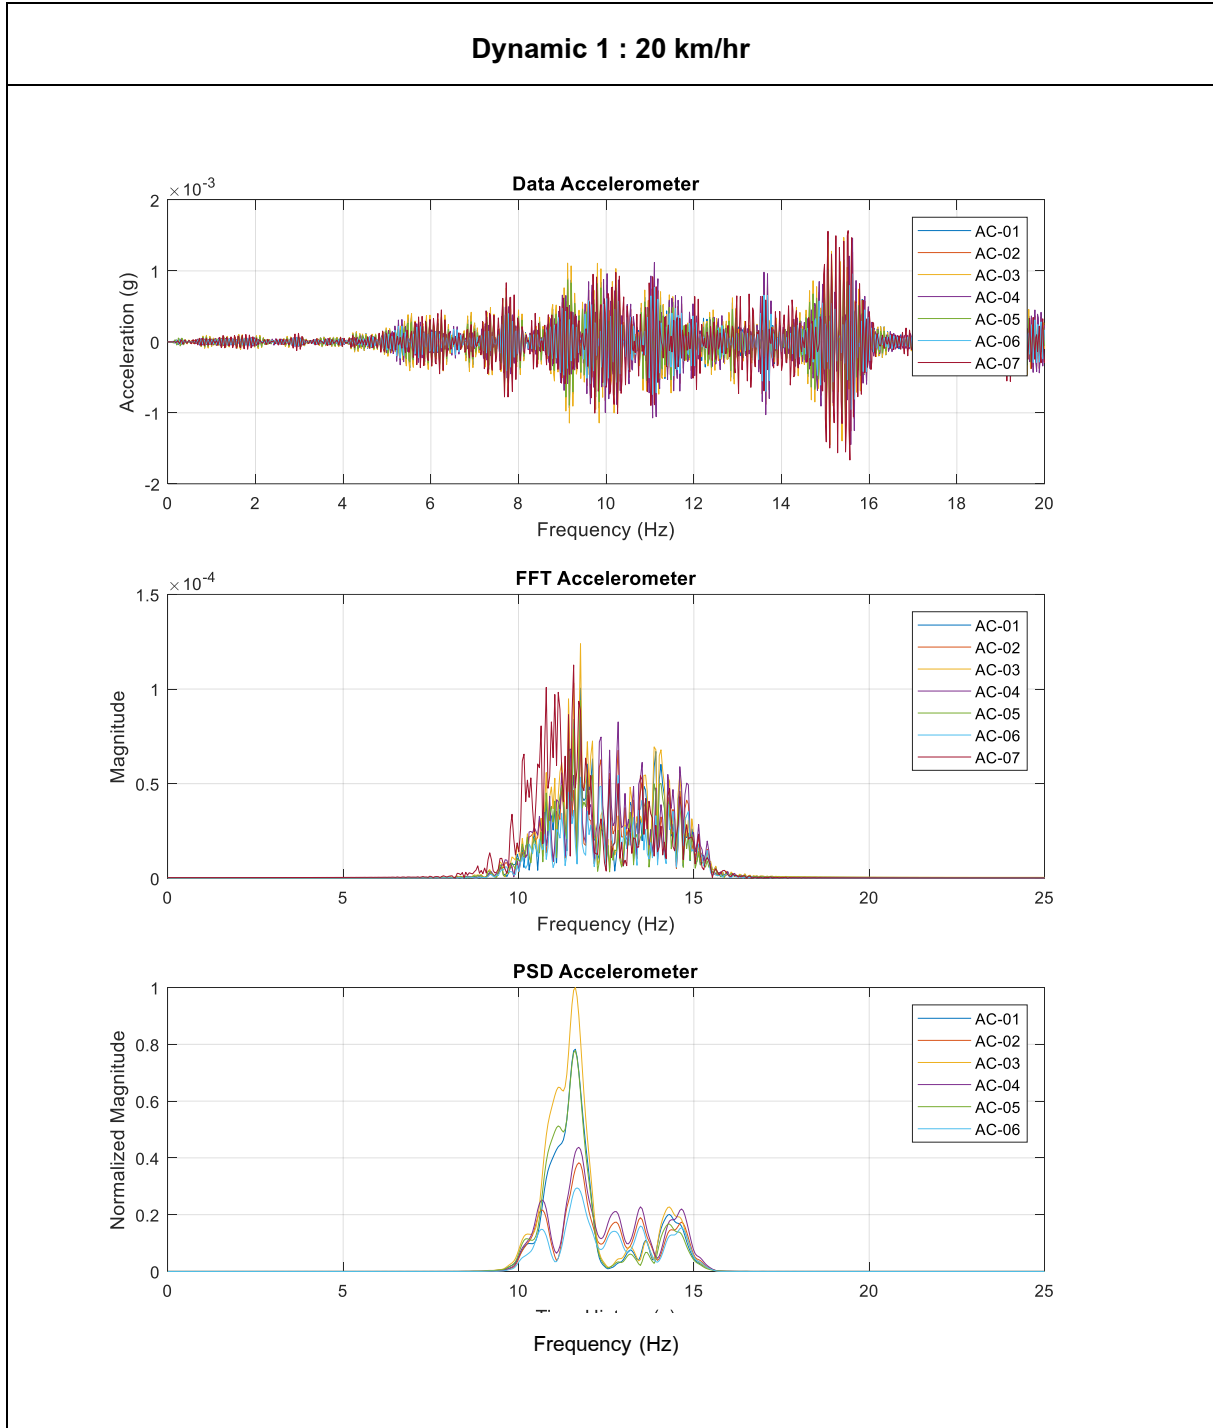 Dynamic 1 : 20 km/hr
Data Accelerometer
×10-3
2
1
0
-1
-2
Acceleration (g)
0 2 4 6 8 10 12 14 16 18 20
Frequency (Hz)
AC-01
AC-02
AC-03
AC-04
AC-05
AC-06
AC-07
FFT Accelerometer
×10-4
1.5
1
0.5
0
Magnitude
0 5 10 15 20 25
Frequency (Hz)
AC-01
AC-02
AC-03
AC-04
AC-05
AC-06
AC-07
PSD Accelerometer
1
0.8
0.6
0.4
0.2
0
Normalized Magnitude
0 5 10 15 20 25
AC-01
AC-02
AC-03
AC-04
AC-05
AC-06
Frequency (Hz)